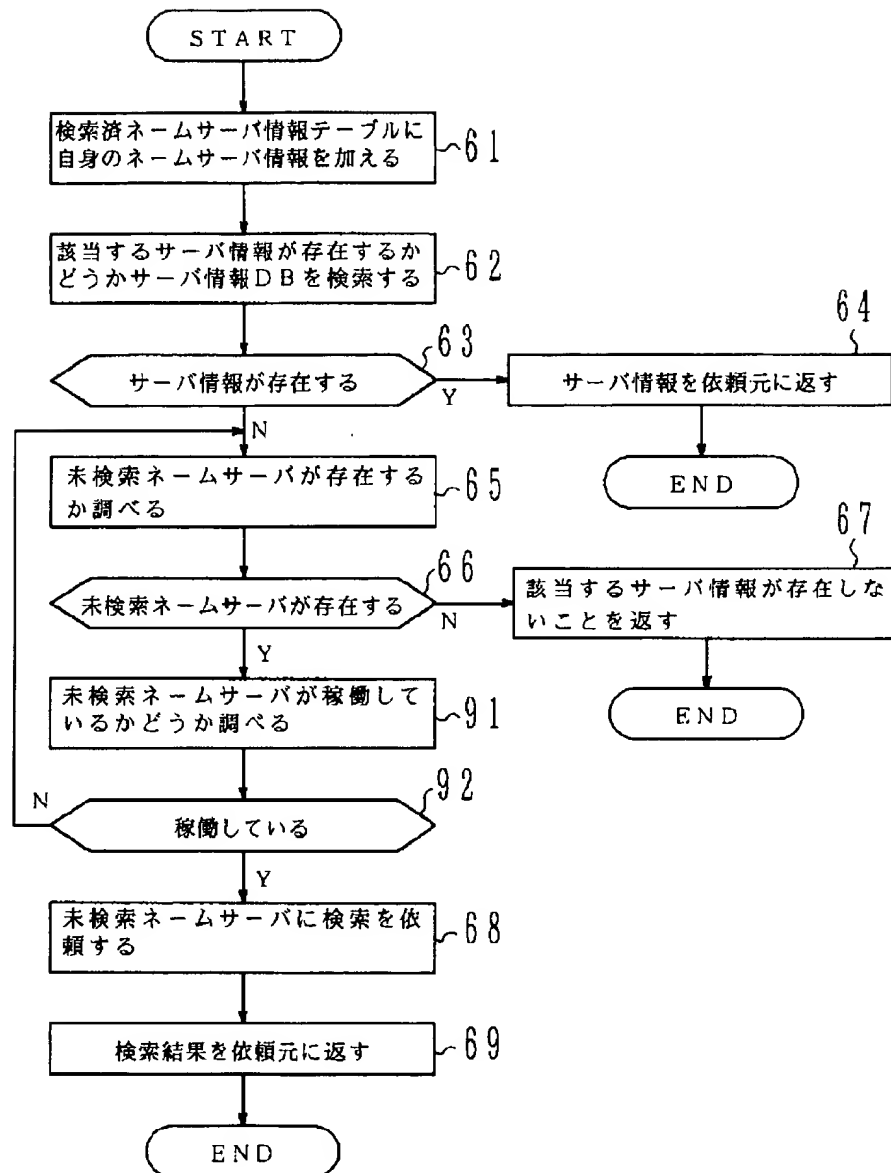 START
検索済ネームサーバ情報テーブルに
自身のネームサーバ情報を加える
61
該当するサーバ情報が存在するか
どうかサーバ情報DBを検索する
62
63
サーバ情報が存在する
Y
N
64
サーバ情報を依頼元に返す
END
未検索ネームサーバが存在する
か調べる
65
66
未検索ネームサーバが存在する
N
Y
67
該当するサーバ情報が存在しな
いことを返す
END
未検索ネームサーバが稼働して
いるかどうか調べる
91
92
稼働している
N
Y
未検索ネームサーバに検索を依
頼する
68
検索結果を依頼元に返す
69
END